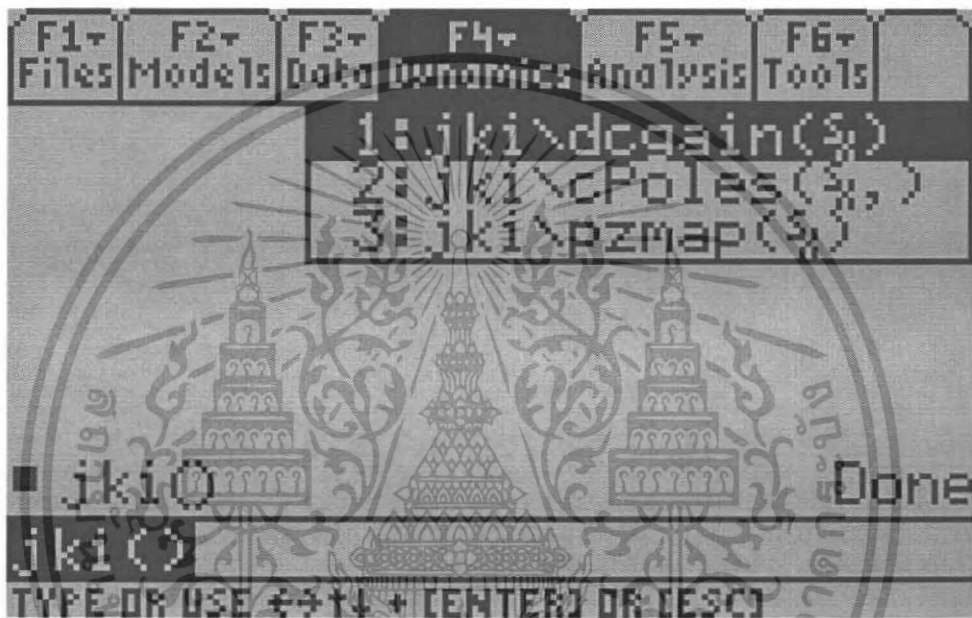 F1▾ F2▾ F3▾ F4▾ F5▾ F6▾
Files Models Data Dynamics Analysis Tools
1:jki\dcgain(§)
2:jki\cPoles(§,)
3:jki\pzmap(§)
▪ jki() Done
jki()
TYPE OR USE ←→↑↓ + [ENTER] OR [ESC]